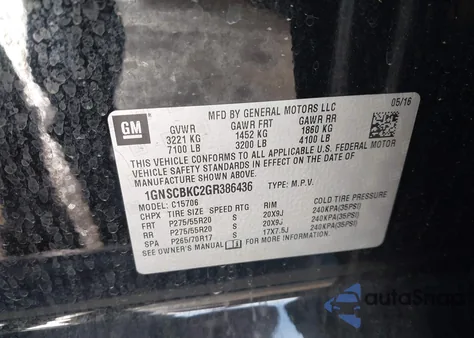 MFD BY GENERAL MOTORS LLC
05/16
GM
GVWR GAWR FRT GAWR RR
3221 KG 1452 KG 1860 KG
7100 LB 3200 LB 4100 LB
THIS VEHICLE CONFORMS TO ALL APPLICABLE U.S. FEDERAL MOTOR
VEHICLE SAFETY STANDARDS IN EFFECT ON THE DATE OF
MANUFACTURE SHOWN ABOVE.
1GNSCBKC2GR386436 TYPE: M.P.V.
MODEL: C15706
CHPX TIRE SIZE SPEED RTG RIM COLD TIRE PRESSURE
FRT P275/55R20 S 20X9J 240KPA(35PSI)
RR P275/55R20 S 20X9J 240KPA(35PSI)
SPA P265/70R17 S 17X7.5J 240KPA(35PSI)
SEE OWNER'S MANUAL FOR MORE INFORMATION.
autoSnap